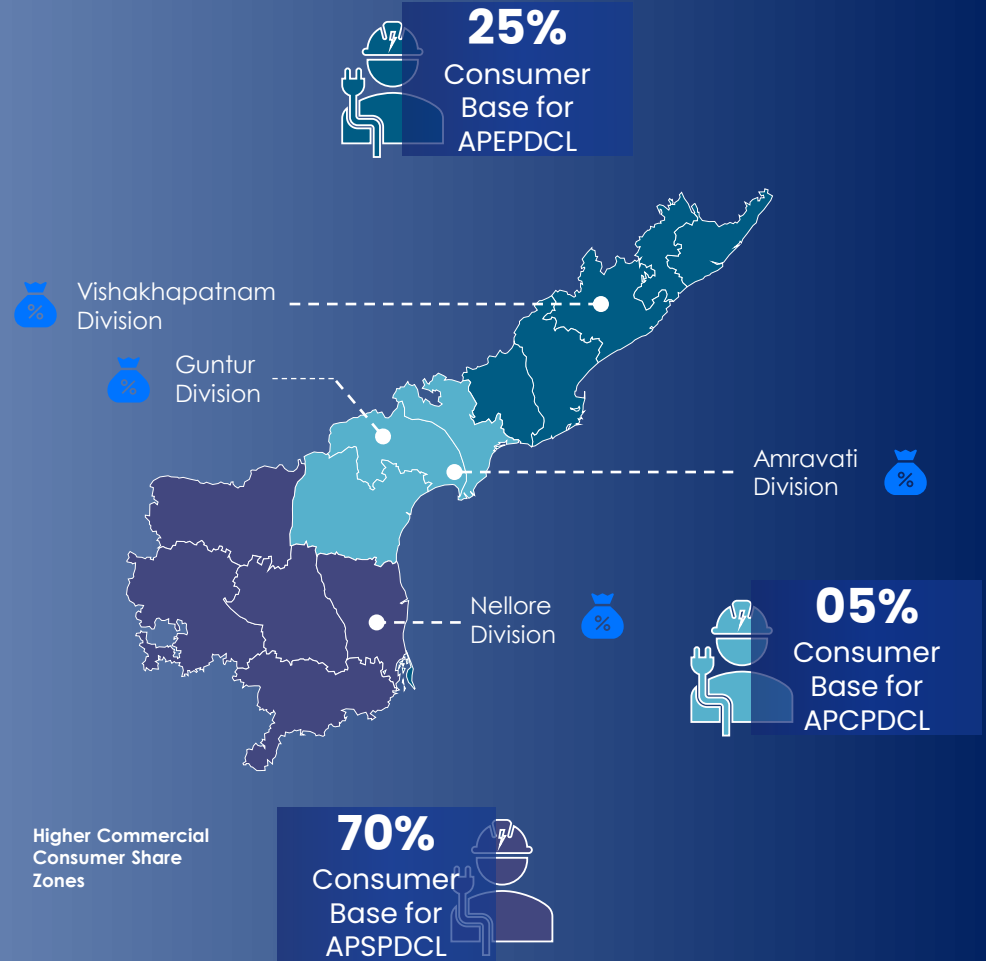 25%
Consumer
Base for
APEPDCL
Vishakhapatnam
Division
Guntur
Division
Amravati
Division
Nellore
Division
05%
Consumer
Base for
APCPDCL
Higher Commercial
Consumer Share
Zones
70%
Consumer
Base for
APSPDCL
%
%
%
%